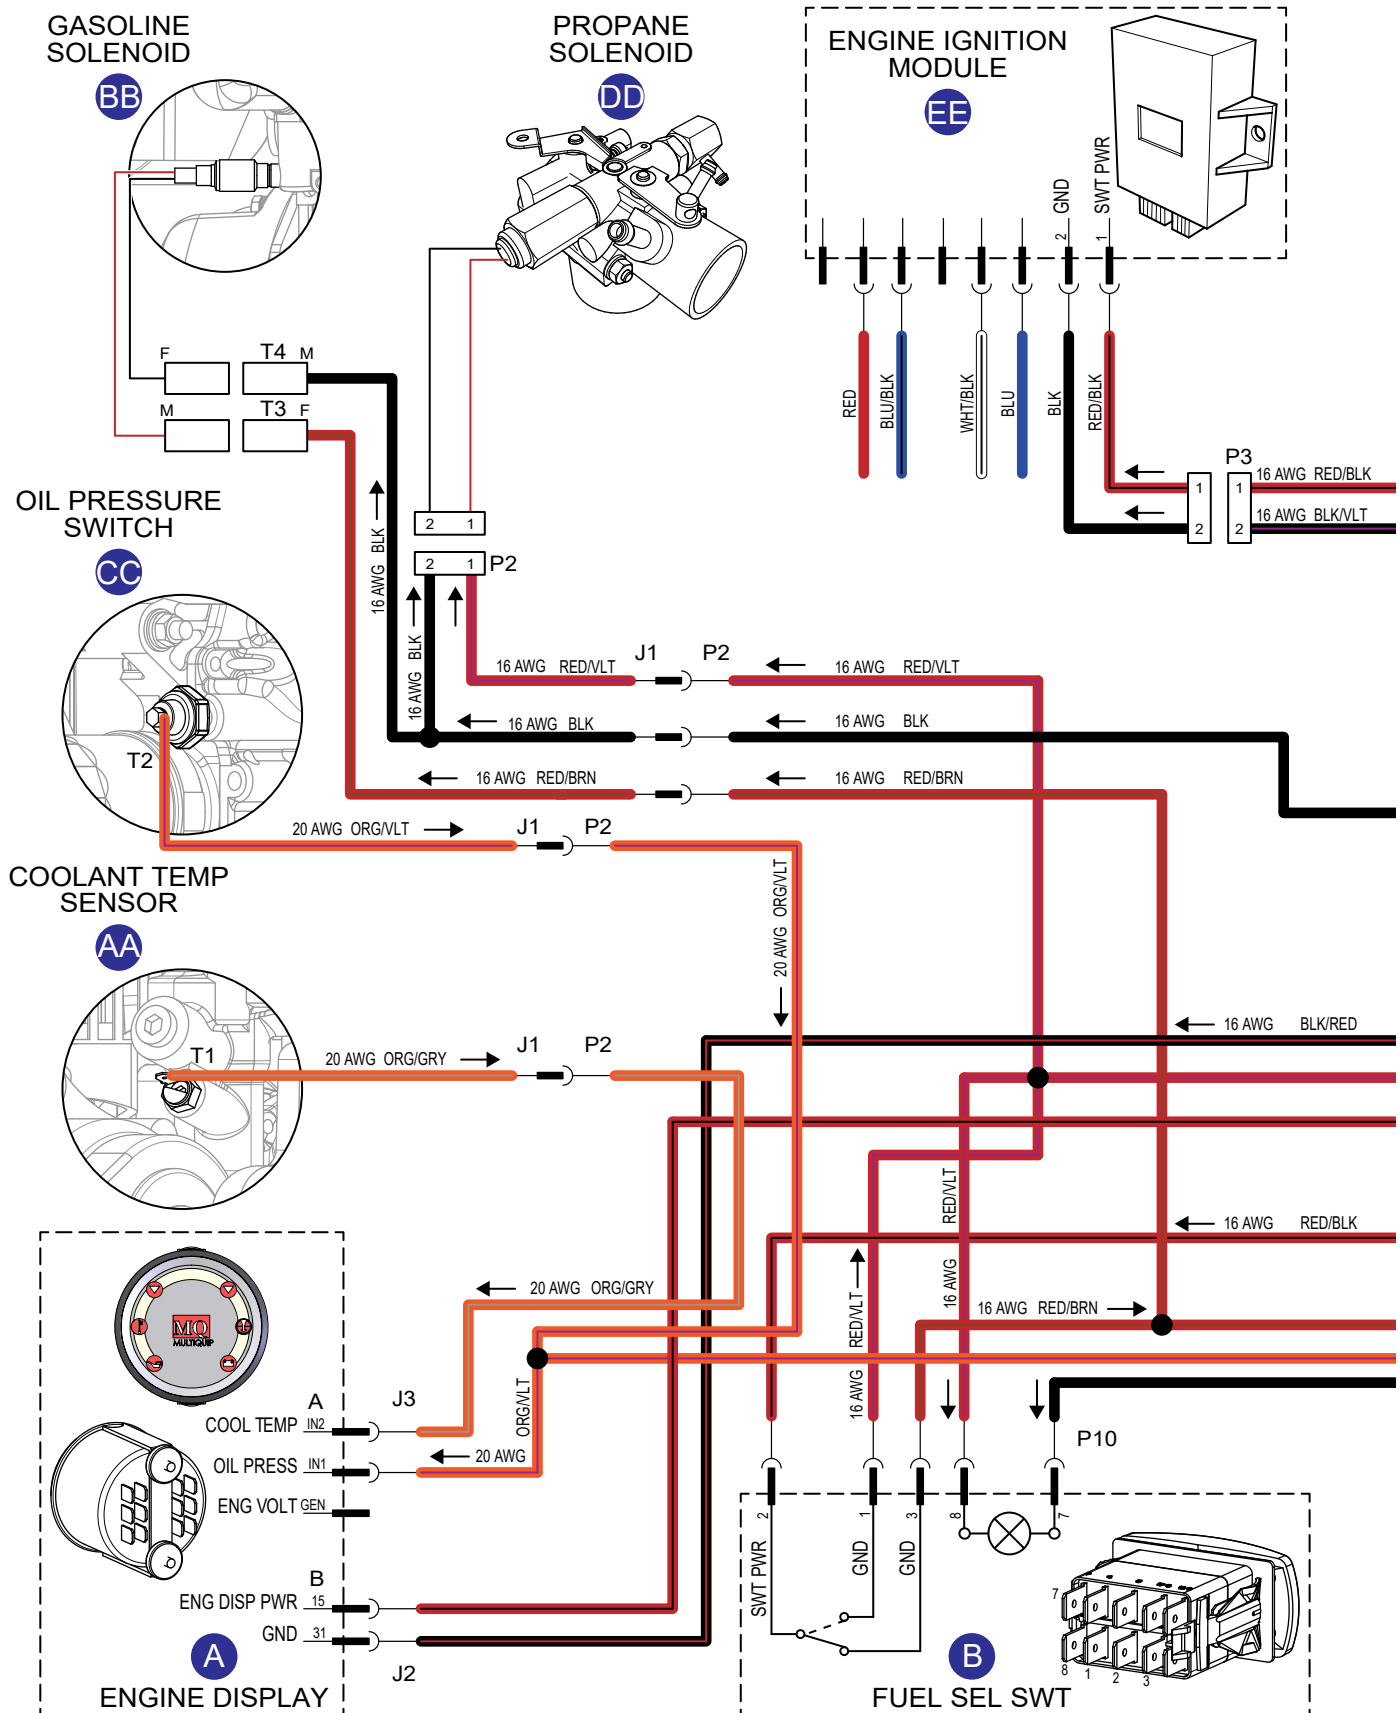 GASOLINE
SOLENOID
BB
PROPANE
SOLENOID
DD
ENGINE IGNITION
MODULE
EE
GND
SWT PWR
2
1
F
T4
M
M
T3
F
RED
BLU/BLK
WHT/BLK
BLU
BLK
RED/BLK
P3
1
1
16 AWG RED/BLK
2
2
16 AWG BLK/VLT
OIL PRESSURE
SWITCH
CC
T2
16 AWG BLK
2
1
2
1
P2
16 AWG BLK
16 AWG RED/VLT
J1
P2
16 AWG RED/VLT
16 AWG BLK
16 AWG BLK
16 AWG RED/BRN
16 AWG RED/BRN
20 AWG ORG/VLT
J1
P2
20 AWG ORG/VLT
COOLANT TEMP
SENSOR
AA
T1
20 AWG ORG/GRY
J1
P2
16 AWG BLK/RED
16 AWG RED/VLT
16 AWG RED/BLK
20 AWG ORG/GRY
16 AWG RED/VLT
16 AWG RED/BRN
MQ
MULTIQUIP
A
J3
COOL TEMP IN2
ORG/VLT
20 AWG
OIL PRESS IN1
ENG VOLT GEN
B
ENG DISP PWR 15
GND 31
J2
A
ENGINE DISPLAY
P10
2
1
3
8
7
SWT PWR
GND
GND
7
8
1
2
3
B
FUEL SEL SWT